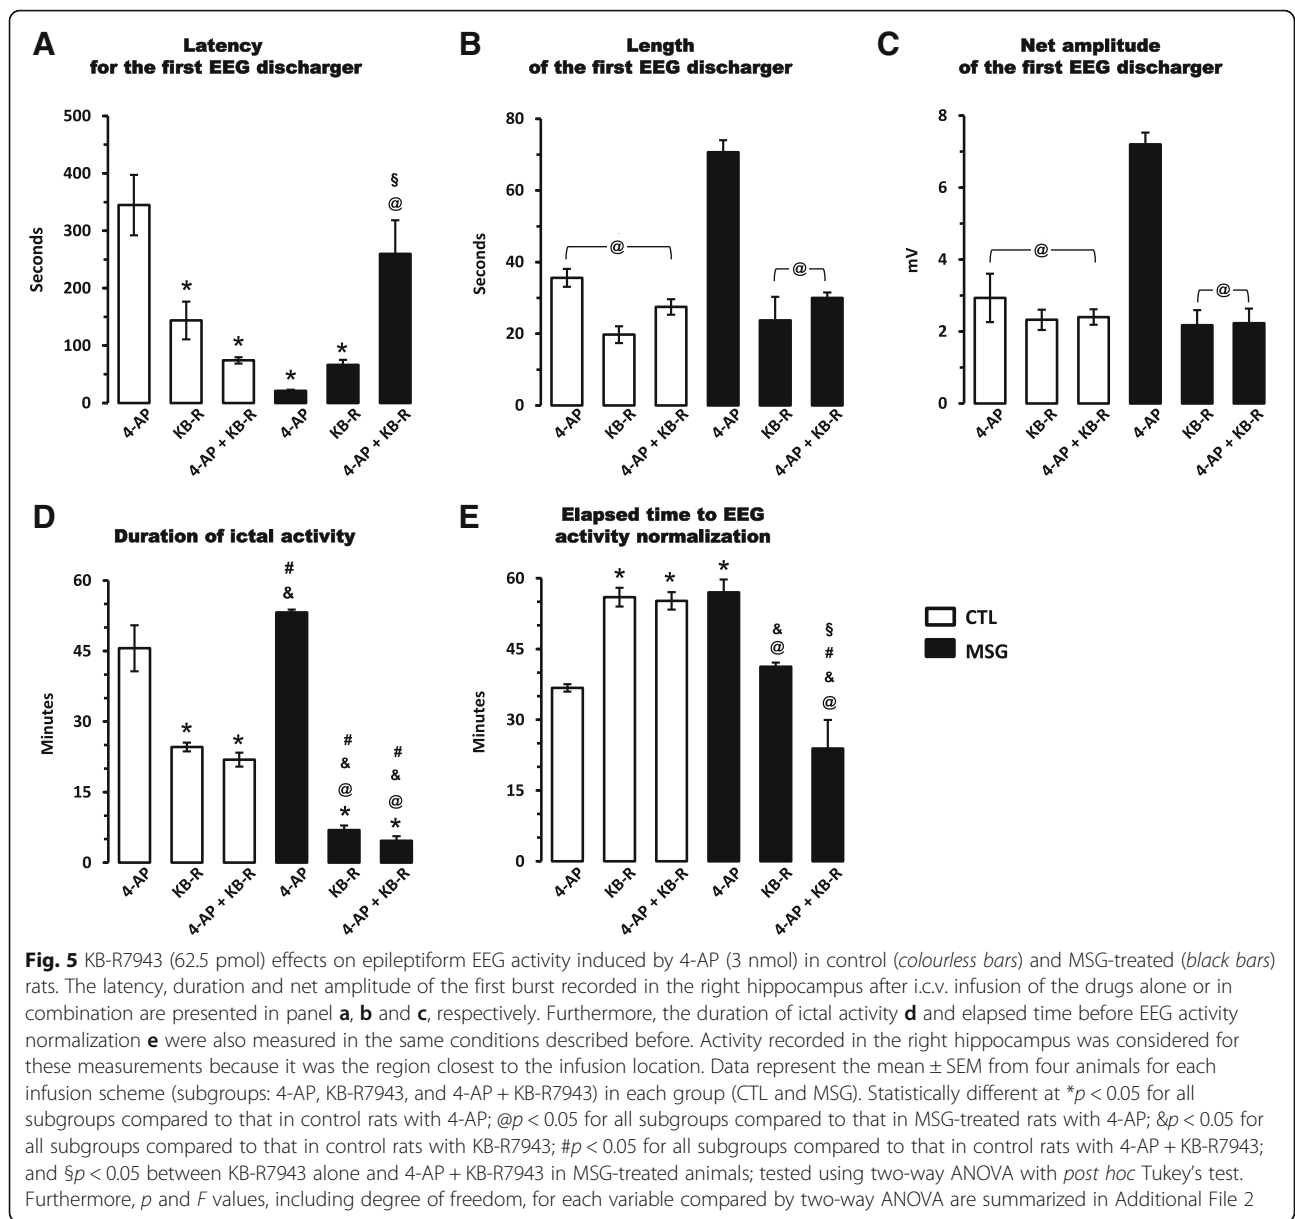 A
Latency
for the first EEG discharger
500
400
300
200
100
0
Seconds
*
*
*
*
§
@
4-AP
KB-R
4-AP + KB-R
4-AP
KB-R
4-AP + KB-R
B
Length
of the first EEG discharger
80
60
40
20
0
Seconds
@
@
4-AP
KB-R
4-AP + KB-R
4-AP
KB-R
4-AP + KB-R
C
Net amplitude
of the first EEG discharger
8
6
4
2
0
mV
@
@
4-AP
KB-R
4-AP + KB-R
4-AP
KB-R
4-AP + KB-R
D
Duration of ictal activity
60
45
30
15
0
Minutes
*
*
#
&
#
&
@
*
#
&
@
*
4-AP
KB-R
4-AP + KB-R
4-AP
KB-R
4-AP + KB-R
E
Elapsed time to EEG
activity normalization
60
45
30
15
0
Minutes
*
*
*
&
@
§
#
&
@
4-AP
KB-R
4-AP + KB-R
4-AP
KB-R
4-AP + KB-R
CTL
MSG
Fig. 5 KB-R7943 (62.5 pmol) effects on epileptiform EEG activity induced by 4-AP (3 nmol) in control (colourless bars) and MSG-treated (black bars)
rats. The latency, duration and net amplitude of the first burst recorded in the right hippocampus after i.c.v. infusion of the drugs alone or in
combination are presented in panel a, b and c, respectively. Furthermore, the duration of ictal activity d and elapsed time before EEG activity
normalization e were also measured in the same conditions described before. Activity recorded in the right hippocampus was considered for
these measurements because it was the region closest to the infusion location. Data represent the mean ± SEM from four animals for each
infusion scheme (subgroups: 4-AP, KB-R7943, and 4-AP + KB-R7943) in each group (CTL and MSG). Statistically different at *p < 0.05 for all
subgroups compared to that in control rats with 4-AP; @p < 0.05 for all subgroups compared to that in MSG-treated rats with 4-AP; &p < 0.05 for
all subgroups compared to that in control rats with KB-R7943; #p < 0.05 for all subgroups compared to that in control rats with 4-AP + KB-R7943;
and §p < 0.05 between KB-R7943 alone and 4-AP + KB-R7943 in MSG-treated animals; tested using two-way ANOVA with post hoc Tukey's test.
Furthermore, p and F values, including degree of freedom, for each variable compared by two-way ANOVA are summarized in Additional File 2